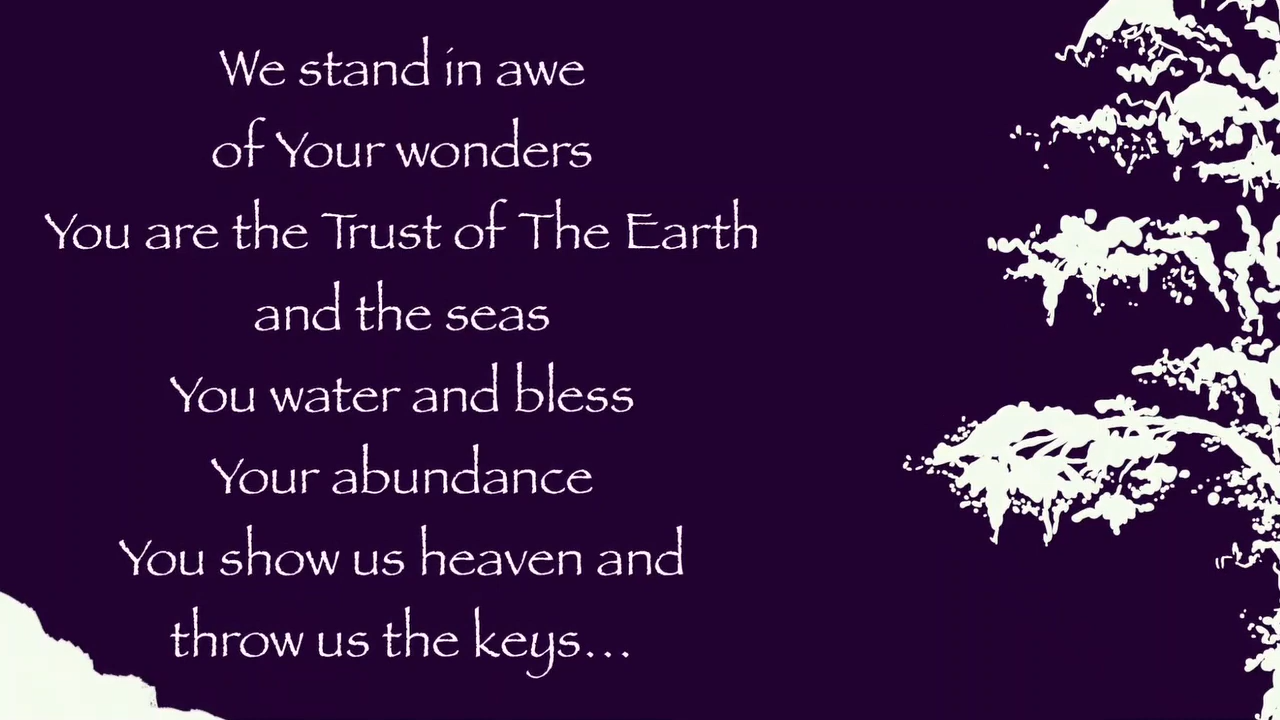 We stand in awe
of Your wonders
You are the Trust of The Earth
and the seas
You water and bless
Your abundance
You show us heaven and
throw us the keys...